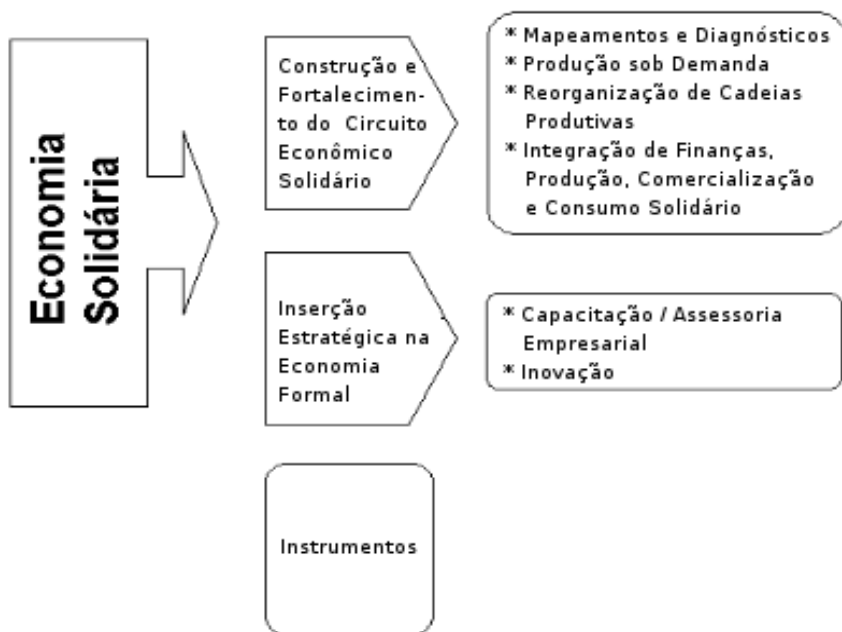 Economia
Solidária
Construção e
Fortalecimen-
to do Circuito
Econômico
Solidário
* Mapeamentos e Diagnósticos
* Produção sob Demanda
* Reorganização de Cadeias
Produtivas
* Integração de Finanças,
Produção, Comercialização
e Consumo Solidário
Inserção
Estratégica na
Economia
Formal
* Capacitação / Assessoria
Empresarial
* Inovação
Instrumentos